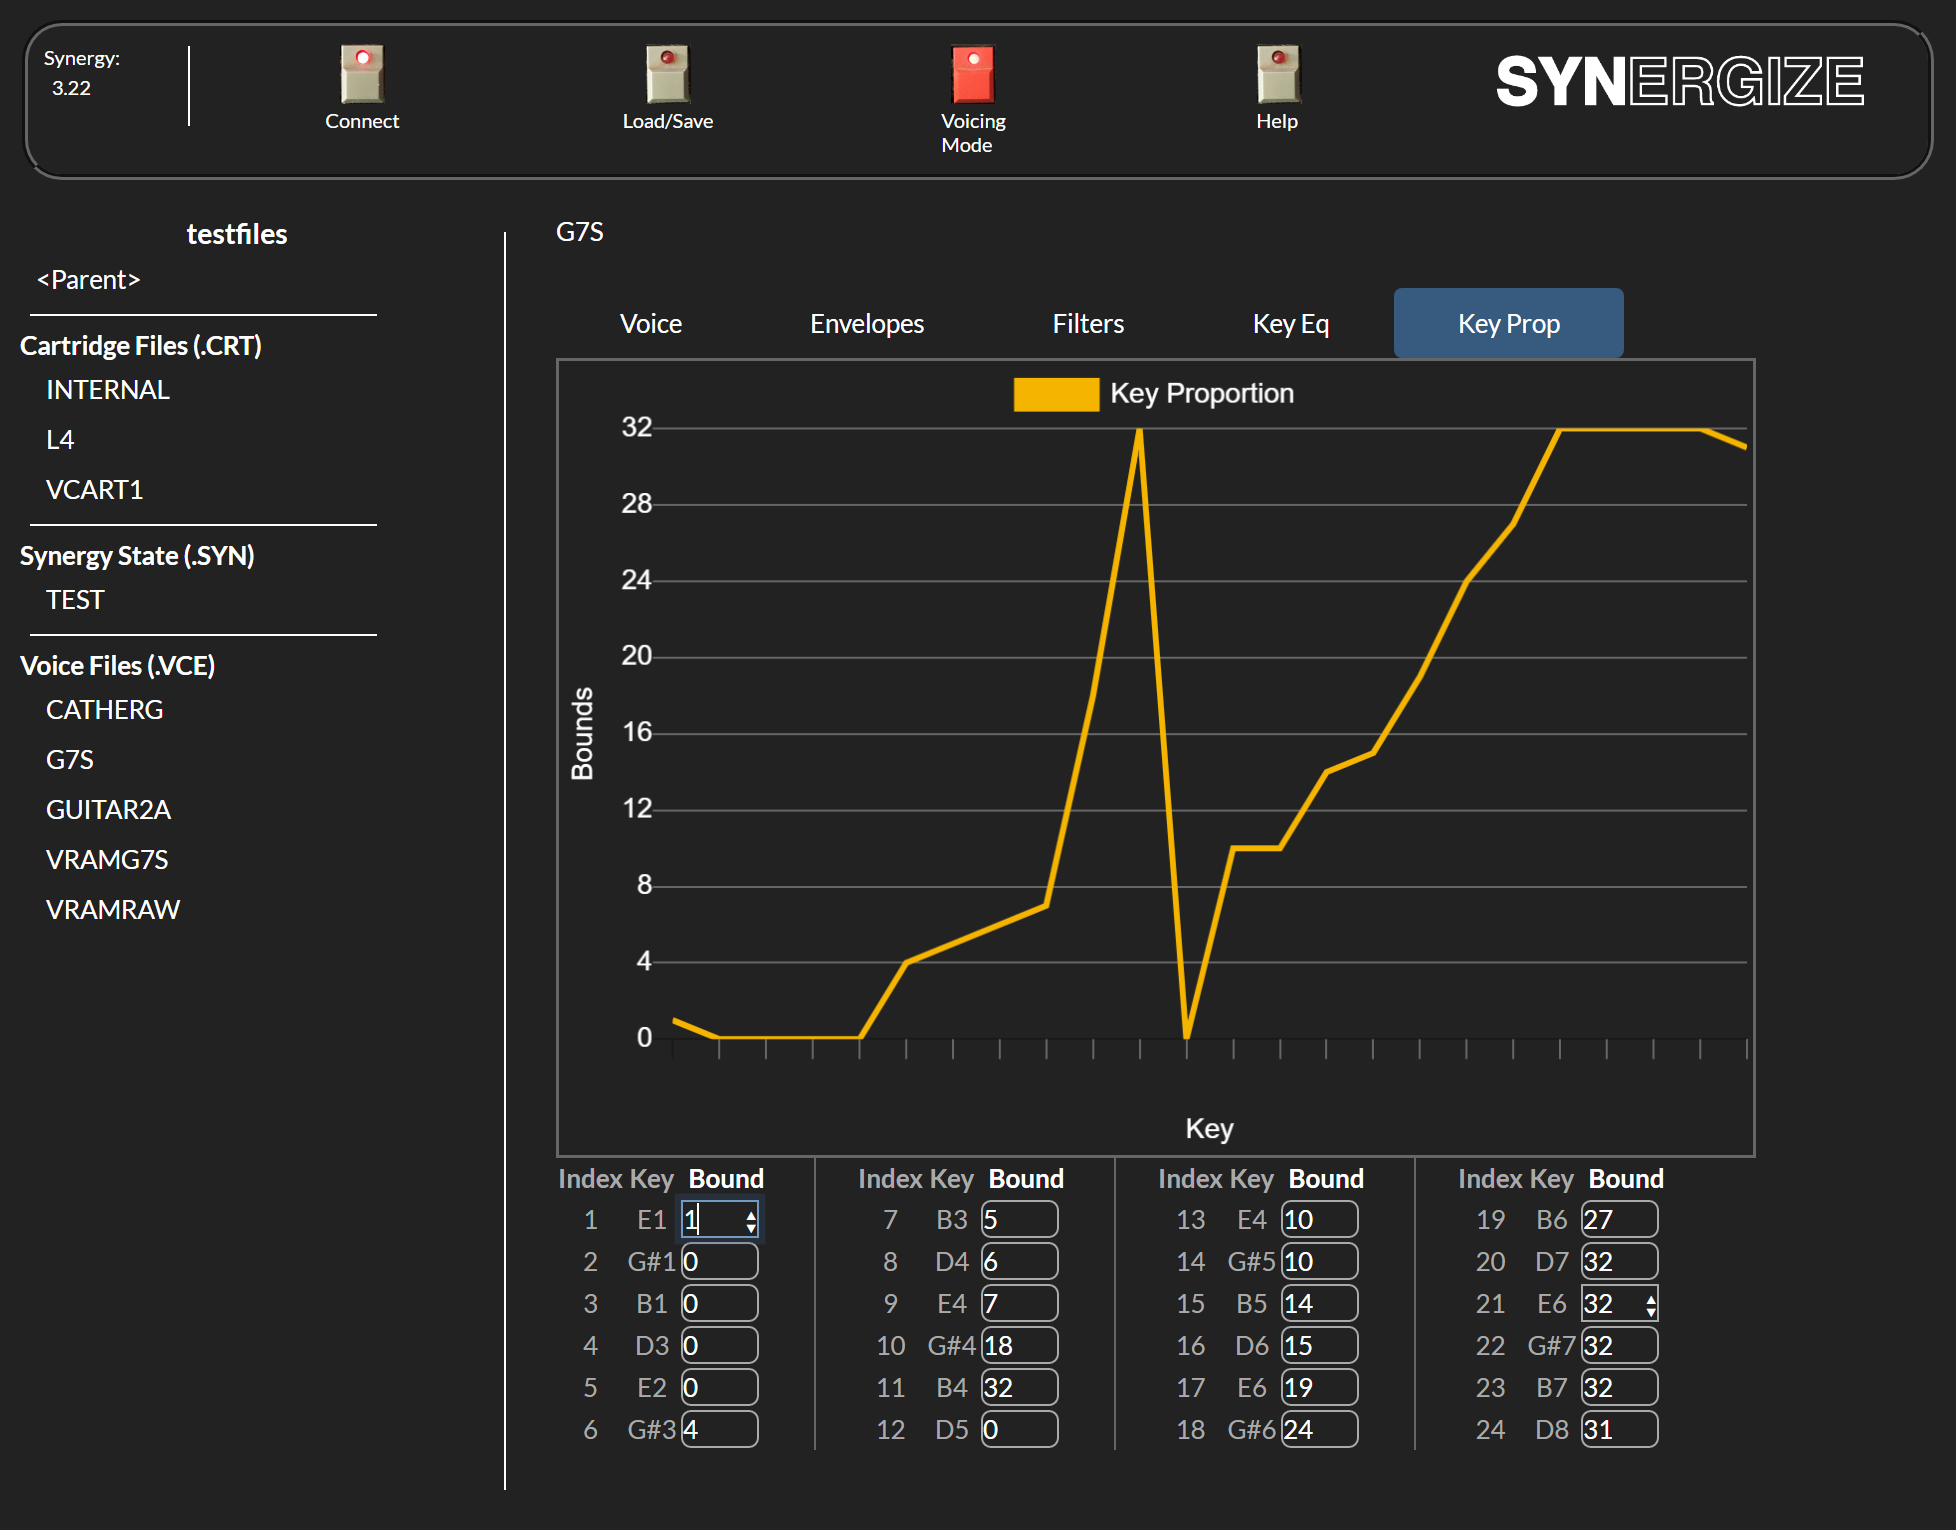 Synergy:
3.22
Connect
Load/Save
Voicing
Mode
Help
SYNERGIZE
testfiles
<Parent>
Cartridge Files (.CRT)
INTERNAL
L4
VCART1
Synergy State (.SYN)
TEST
Voice Files (.VCE)
CATHERG
G7S
GUITAR2A
VRAMG7S
VRAMRAW
G7S
Voice Envelopes Filters Key Eq Key Prop
Key Proportion
32
28
24
20
16
12
8
4
0
Bounds
Key
Index Key Bound
1 E1 1
2 G#1 0
3 B1 0
4 D3 0
5 E2 0
6 G#3 4
Index Key Bound
7 B3 5
8 D4 6
9 E4 7
10 G#4 18
11 B4 32
12 D5 0
Index Key Bound
13 E4 10
14 G#5 10
15 B5 14
16 D6 15
17 E6 19
18 G#6 24
Index Key Bound
19 B6 27
20 D7 32
21 E6 32
22 G#7 32
23 B7 32
24 D8 31